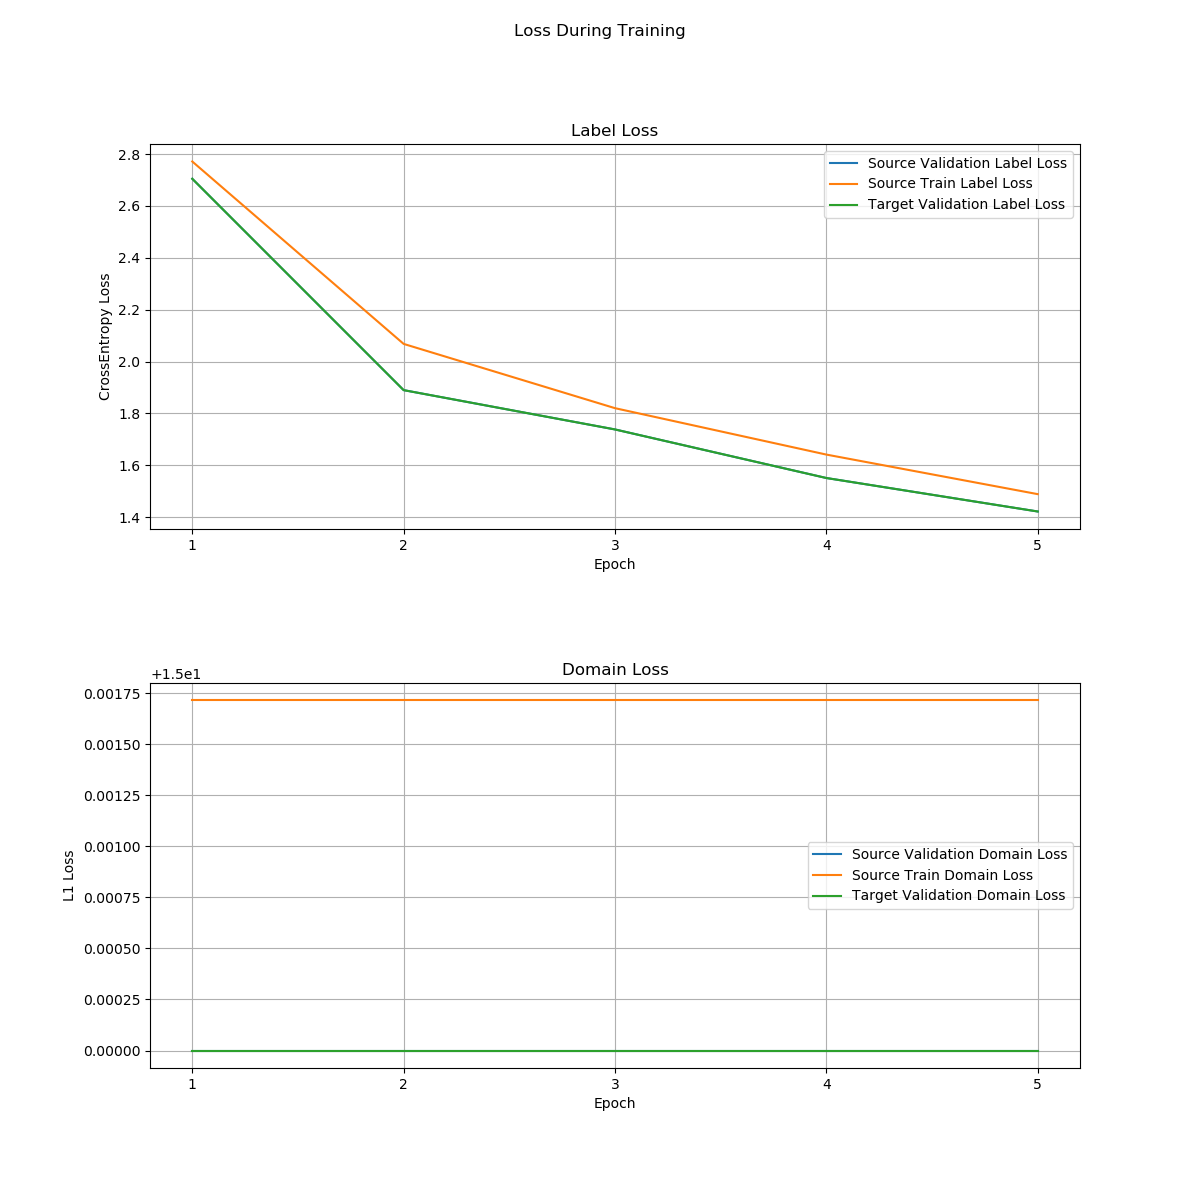 Loss During Training
Label Loss
2.8
2.6
2.4
2.2
2.0
1.8
1.6
1.4
CrossEntropy Loss
Source Validation Label Loss
Source Train Label Loss
Target Validation Label Loss
1 2 3 4 5
Epoch
Domain Loss
+1.5e1
0.00175
0.00150
0.00125
0.00100
0.00075
0.00050
0.00025
0.00000
L1 Loss
Source Validation Domain Loss
Source Train Domain Loss
Target Validation Domain Loss
1 2 3 4 5
Epoch